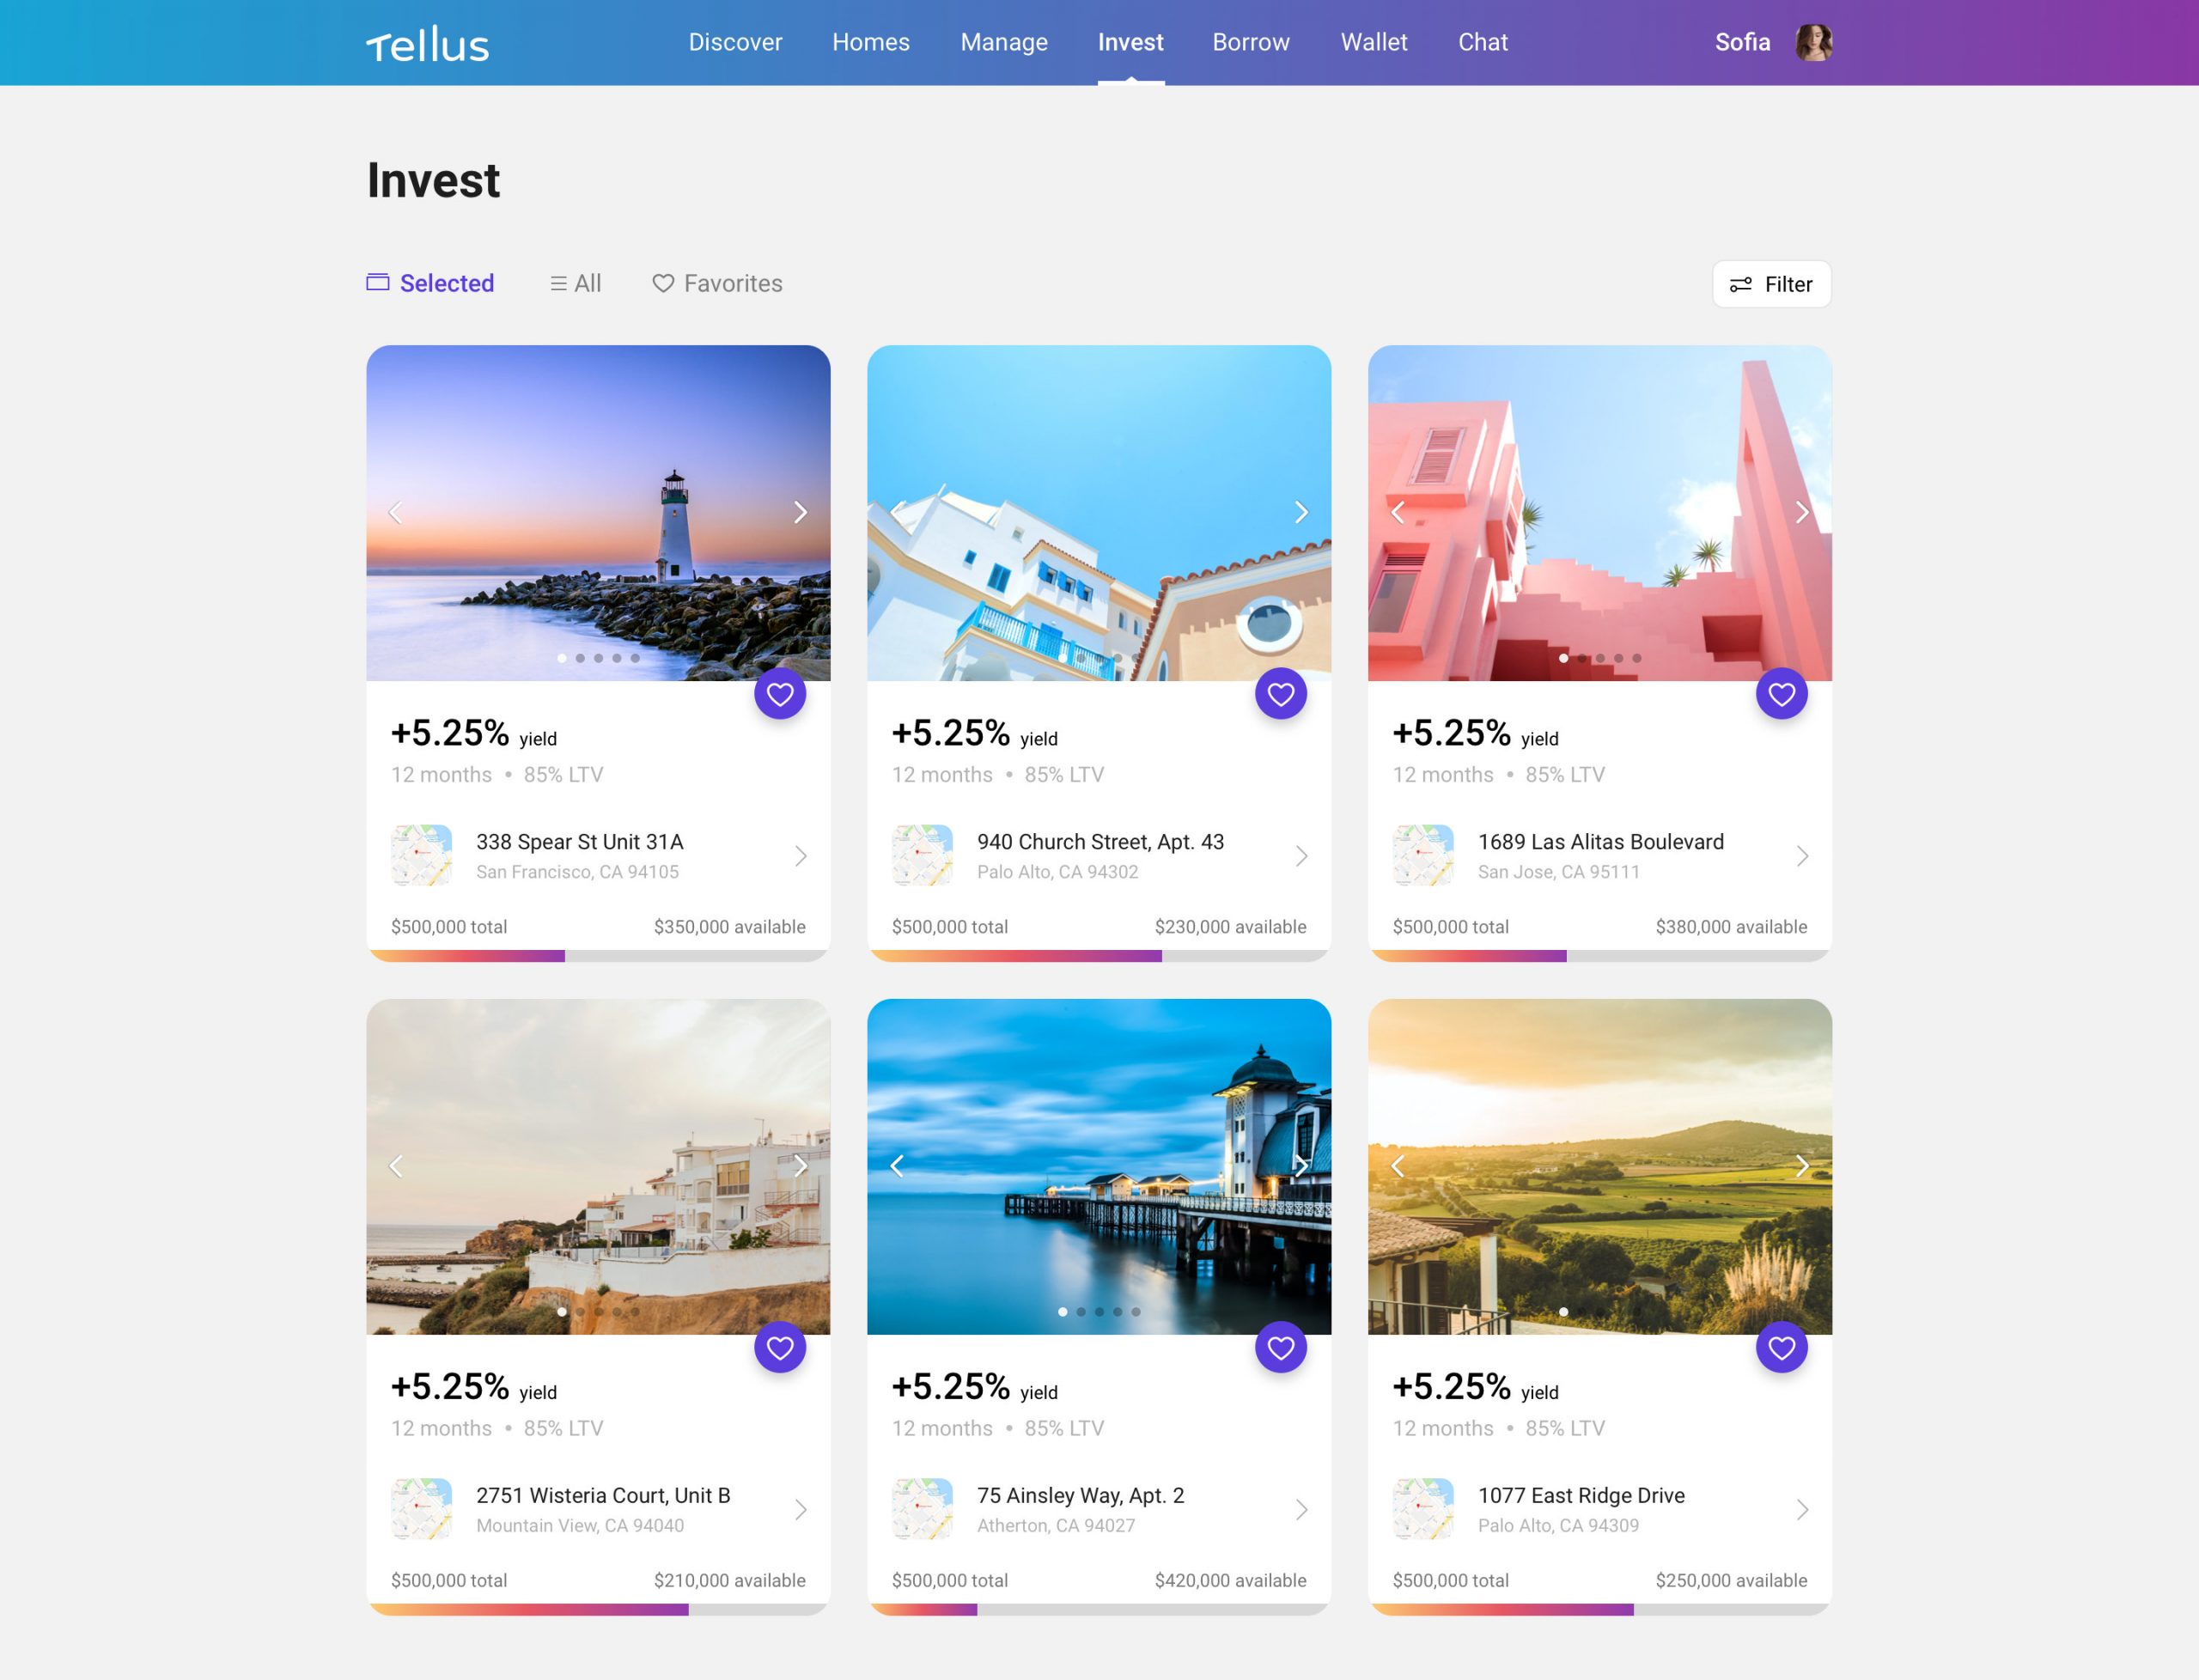 Tellus
Discover Homes Manage Invest Borrow Wallet Chat
Sofia
Invest
Selected All Favorites
Filter
+5.25% yield
12 months • 85% LTV
338 Spear St Unit 31A
San Francisco, CA 94105
$500,000 total $350,000 available
+5.25% yield
12 months • 85% LTV
940 Church Street, Apt. 43
Palo Alto, CA 94302
$500,000 total $230,000 available
+5.25% yield
12 months • 85% LTV
1689 Las Alitas Boulevard
San Jose, CA 95111
$500,000 total $380,000 available
+5.25% yield
12 months • 85% LTV
2751 Wisteria Court, Unit B
Mountain View, CA 94040
$500,000 total $210,000 available
+5.25% yield
12 months • 85% LTV
75 Ainsley Way, Apt. 2
Atherton, CA 94027
$500,000 total $420,000 available
+5.25% yield
12 months • 85% LTV
1077 East Ridge Drive
Palo Alto, CA 94309
$500,000 total $250,000 available